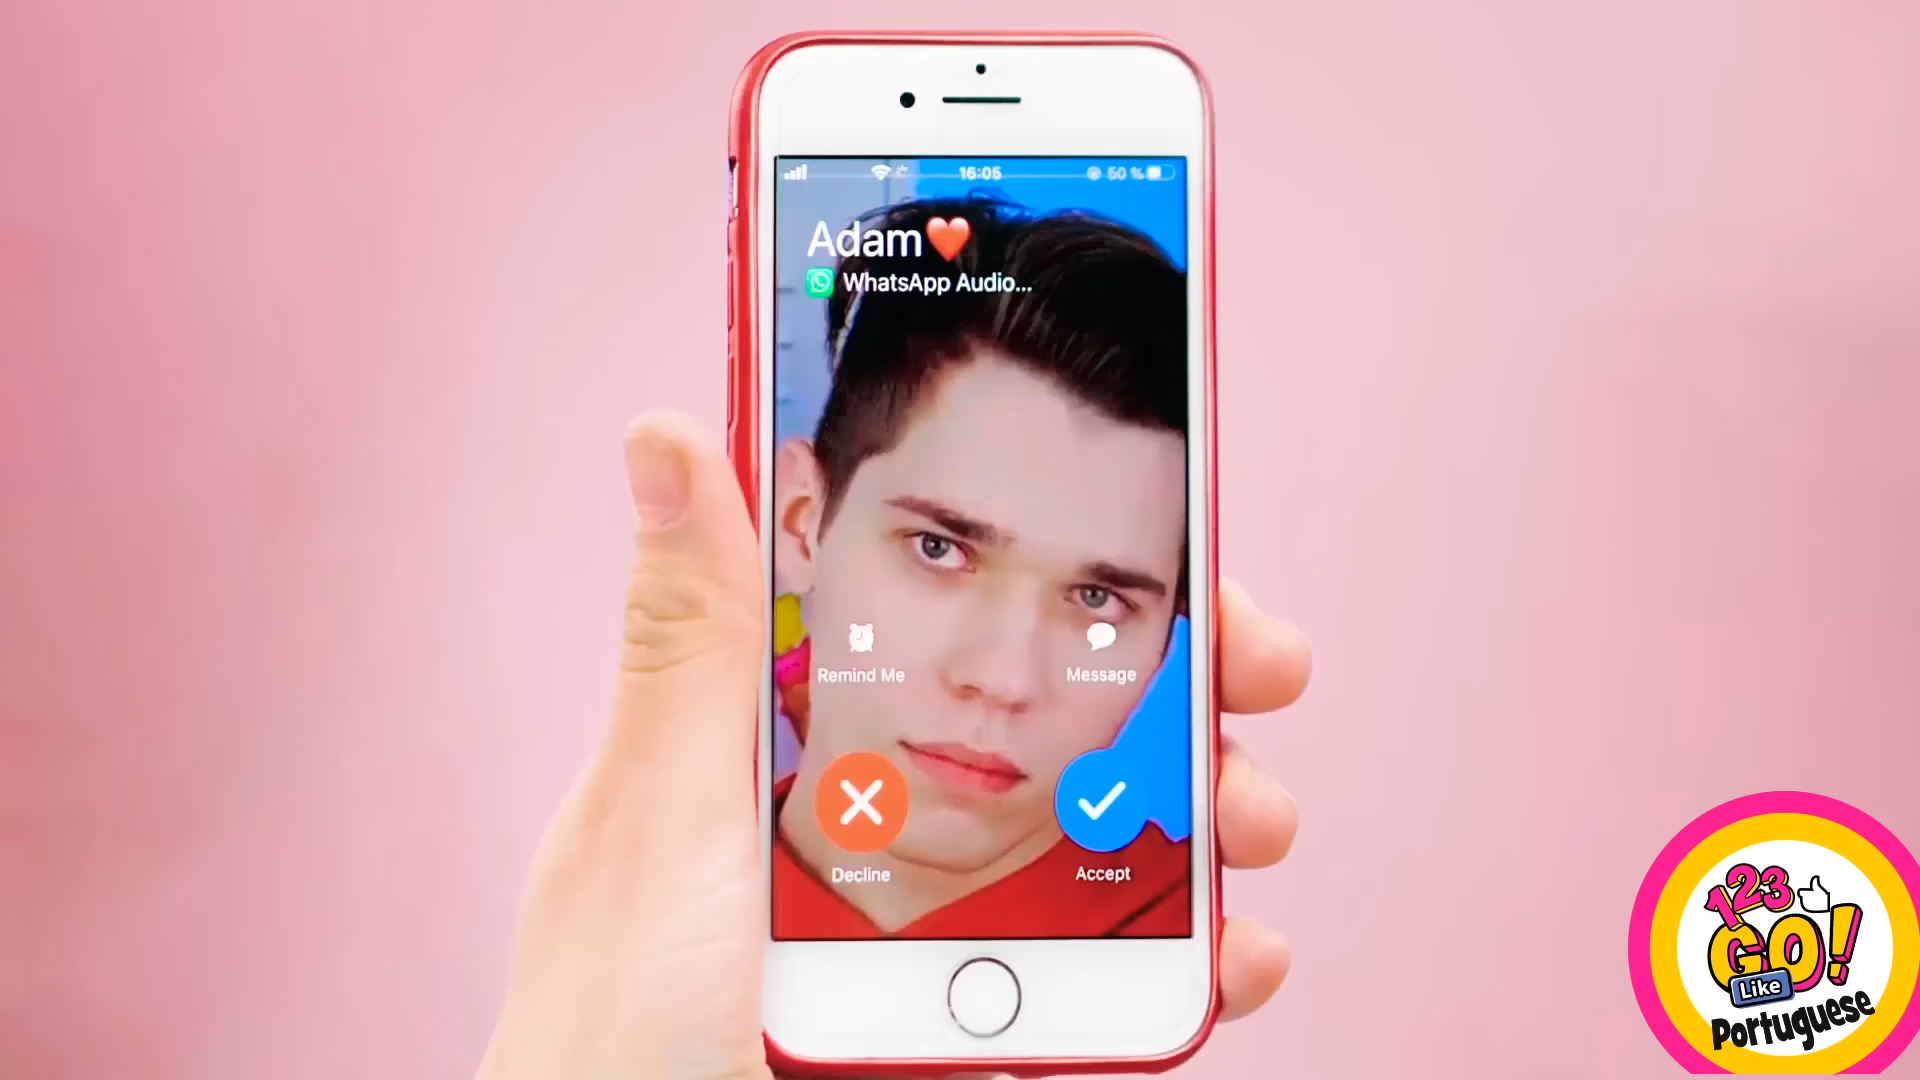 16:05
50 %
Adam❤️
WhatsApp Audio...
Remind Me
Message
Decline
Accept
123
GO!
Like
Portuguese